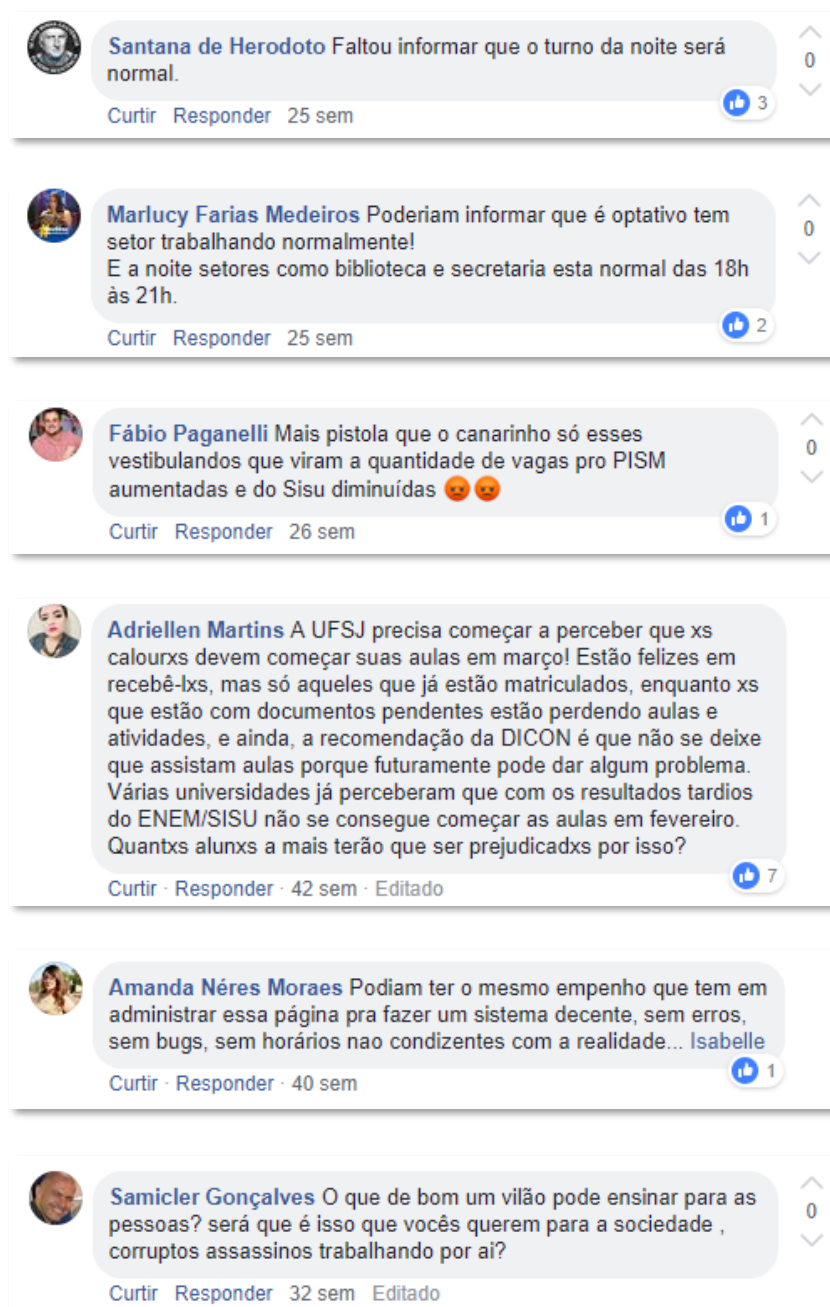 Santana de Herodoto Faltou informar que o turno da noite será
normal.
0
3
Curtir Responder 25 sem
Marlucy Farias Medeiros Poderiam informar que é optativo tem
setor trabalhando normalmente!
0
E a noite setores como biblioteca e secretaria esta normal das 18h
às 21h.
2
Curtir Responder 25 sem
Fábio Paganelli Mais pistola que o canarinho só esses
vestibulandos que viram a quantidade de vagas pro PISM
0
aumentadas e do Sisu diminuídas 😡 😡
1
Curtir Responder 26 sem
Adriellen Martins A UFSJ precisa começar a perceber que xs
calourxs devem começar suas aulas em março! Estão felizes em
recebê-lxs, mas só aqueles que já estão matriculados, enquanto xs
que estão com documentos pendentes estão perdendo aulas e
atividades, e ainda, a recomendação da DICON é que não se deixe
que assistam aulas porque futuramente pode dar algum problema.
Várias universidades já perceberam que com os resultados tardios
do ENEM/SISU não se consegue começar as aulas em fevereiro.
Quantxs alunxs a mais terão que ser prejudicadxs por isso?
7
Curtir · Responder · 42 sem · Editado
Amanda Néres Moraes Podiam ter o mesmo empenho que tem em
administrar essa página pra fazer um sistema decente, sem erros,
sem bugs, sem horários nao condizentes com a realidade... Isabelle
1
Curtir · Responder · 40 sem
Samicler Gonçalves O que de bom um vilão pode ensinar para as
pessoas? será que é isso que vocês querem para a sociedade ,
0
corruptos assassinos trabalhando por ai?
Curtir Responder 32 sem Editado